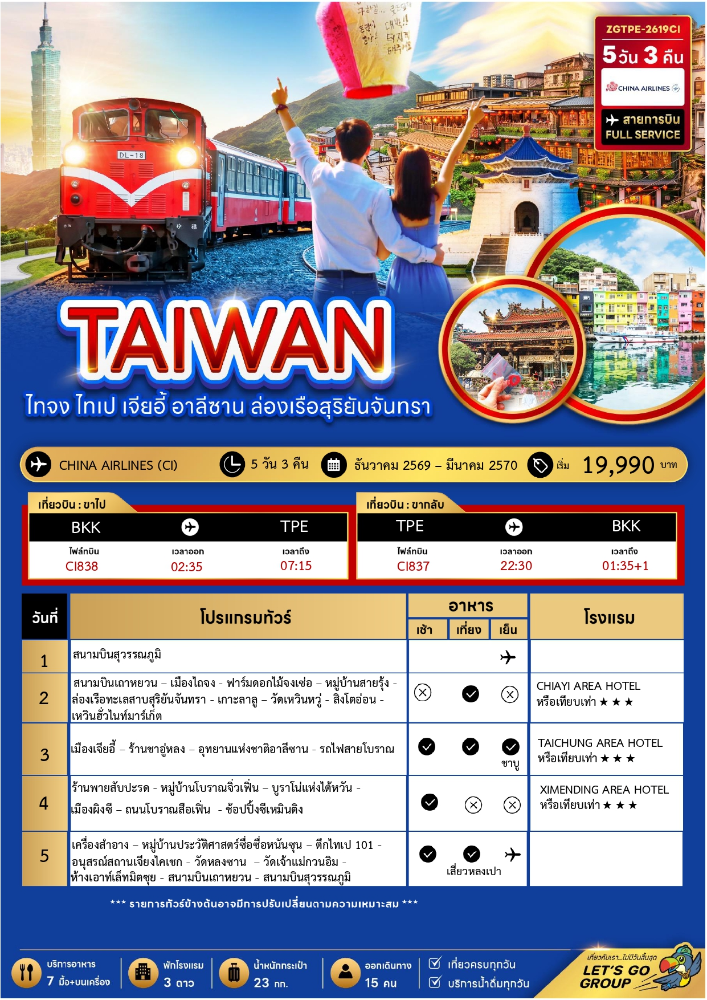 ZGTPE-2619CI
5 วัน 3 คืน
CHINA AIRLINES
สายการบิน
FULL SERVICE
DL-18
TAIWAN
ไทจง ไทเป เจียอี้ อาลีซาน ล่องเรือสุริยันจันทรา
CHINA AIRLINES (CI) 5 วัน 3 คืน ธันวาคม 2569 – มีนาคม 2570 เริ่ม 19,990 บาท
เที่ยวบิน : ขาไป
BKK TPE
ไฟล์ทบิน เวลาออก เวลาถึง
CI838 02:35 07:15
เที่ยวบิน : ขากลับ
TPE BKK
ไฟล์ทบิน เวลาออก เวลาถึง
CI837 22:30 01:35+1
วันที่ โปรแกรมทัวร์ อาหาร โรงแรม
เช้า เที่ยง เย็น
1 สนามบินสุวรรณภูมิ
2 สนามบินเถาหยวน – เมืองไถจง - ฟาร์มดอกไม้จงเซ่อ – หมู่บ้านสายรุ้ง -
ล่องเรือทะเลสาบสุริยันจันทรา - เกาะลาลู – วัดเหวินหวู่ - สิงโตอ่อน -
เหวินฮั่วไนท์มาร์เก็ต
CHIAYI AREA HOTEL
หรือเทียบเท่า ★ ★ ★
3 เมืองเจียอี้ – ร้านชาอู่หลง – อุทยานแห่งชาติอาลีซาน - รถไฟสายโบราณ
ชาบู
TAICHUNG AREA HOTEL
หรือเทียบเท่า ★ ★ ★
4 ร้านพายสับปะรด - หมู่บ้านโบราณจิ่วเฟิ่น – บูราโน่แห่งไต้หวัน -
เมืองผิงซี – ถนนโบราณสือเฟิ่น - ช้อปปิ้งซีเหมินติง
XIMENDING AREA HOTEL
หรือเทียบเท่า ★ ★ ★
5 เครื่องสำอาง – หมู่บ้านประวัติศาสตร์ซื่อซื่อหนันชุน – ตึกไทเป 101 -
อนุสรณ์สถานเจียงไคเชก - วัดหลงซาน – วัดเจ้าแม่กวนอิม -
ห้างเอาท์เล็ทมิตซุย - สนามบินเถาหยวน - สนามบินสุวรรณภูมิ
เสี่ยวหลงเปา
*** รายการทัวร์ข้างต้นอาจมีการปรับเปลี่ยนตามความเหมาะสม ***
บริการอาหาร
7 มื้อ+บนเครื่อง
พักโรงแรม
3 ดาว
น้ำหนักกระเป๋า
23 กก.
ออกเดินทาง
15 คน
เที่ยวครบทุกวัน
บริการน้ำดื่มทุกวัน
เที่ยวกับเรา...ไม่มีวันสิ้นสุด
LET'S GO
GROUP